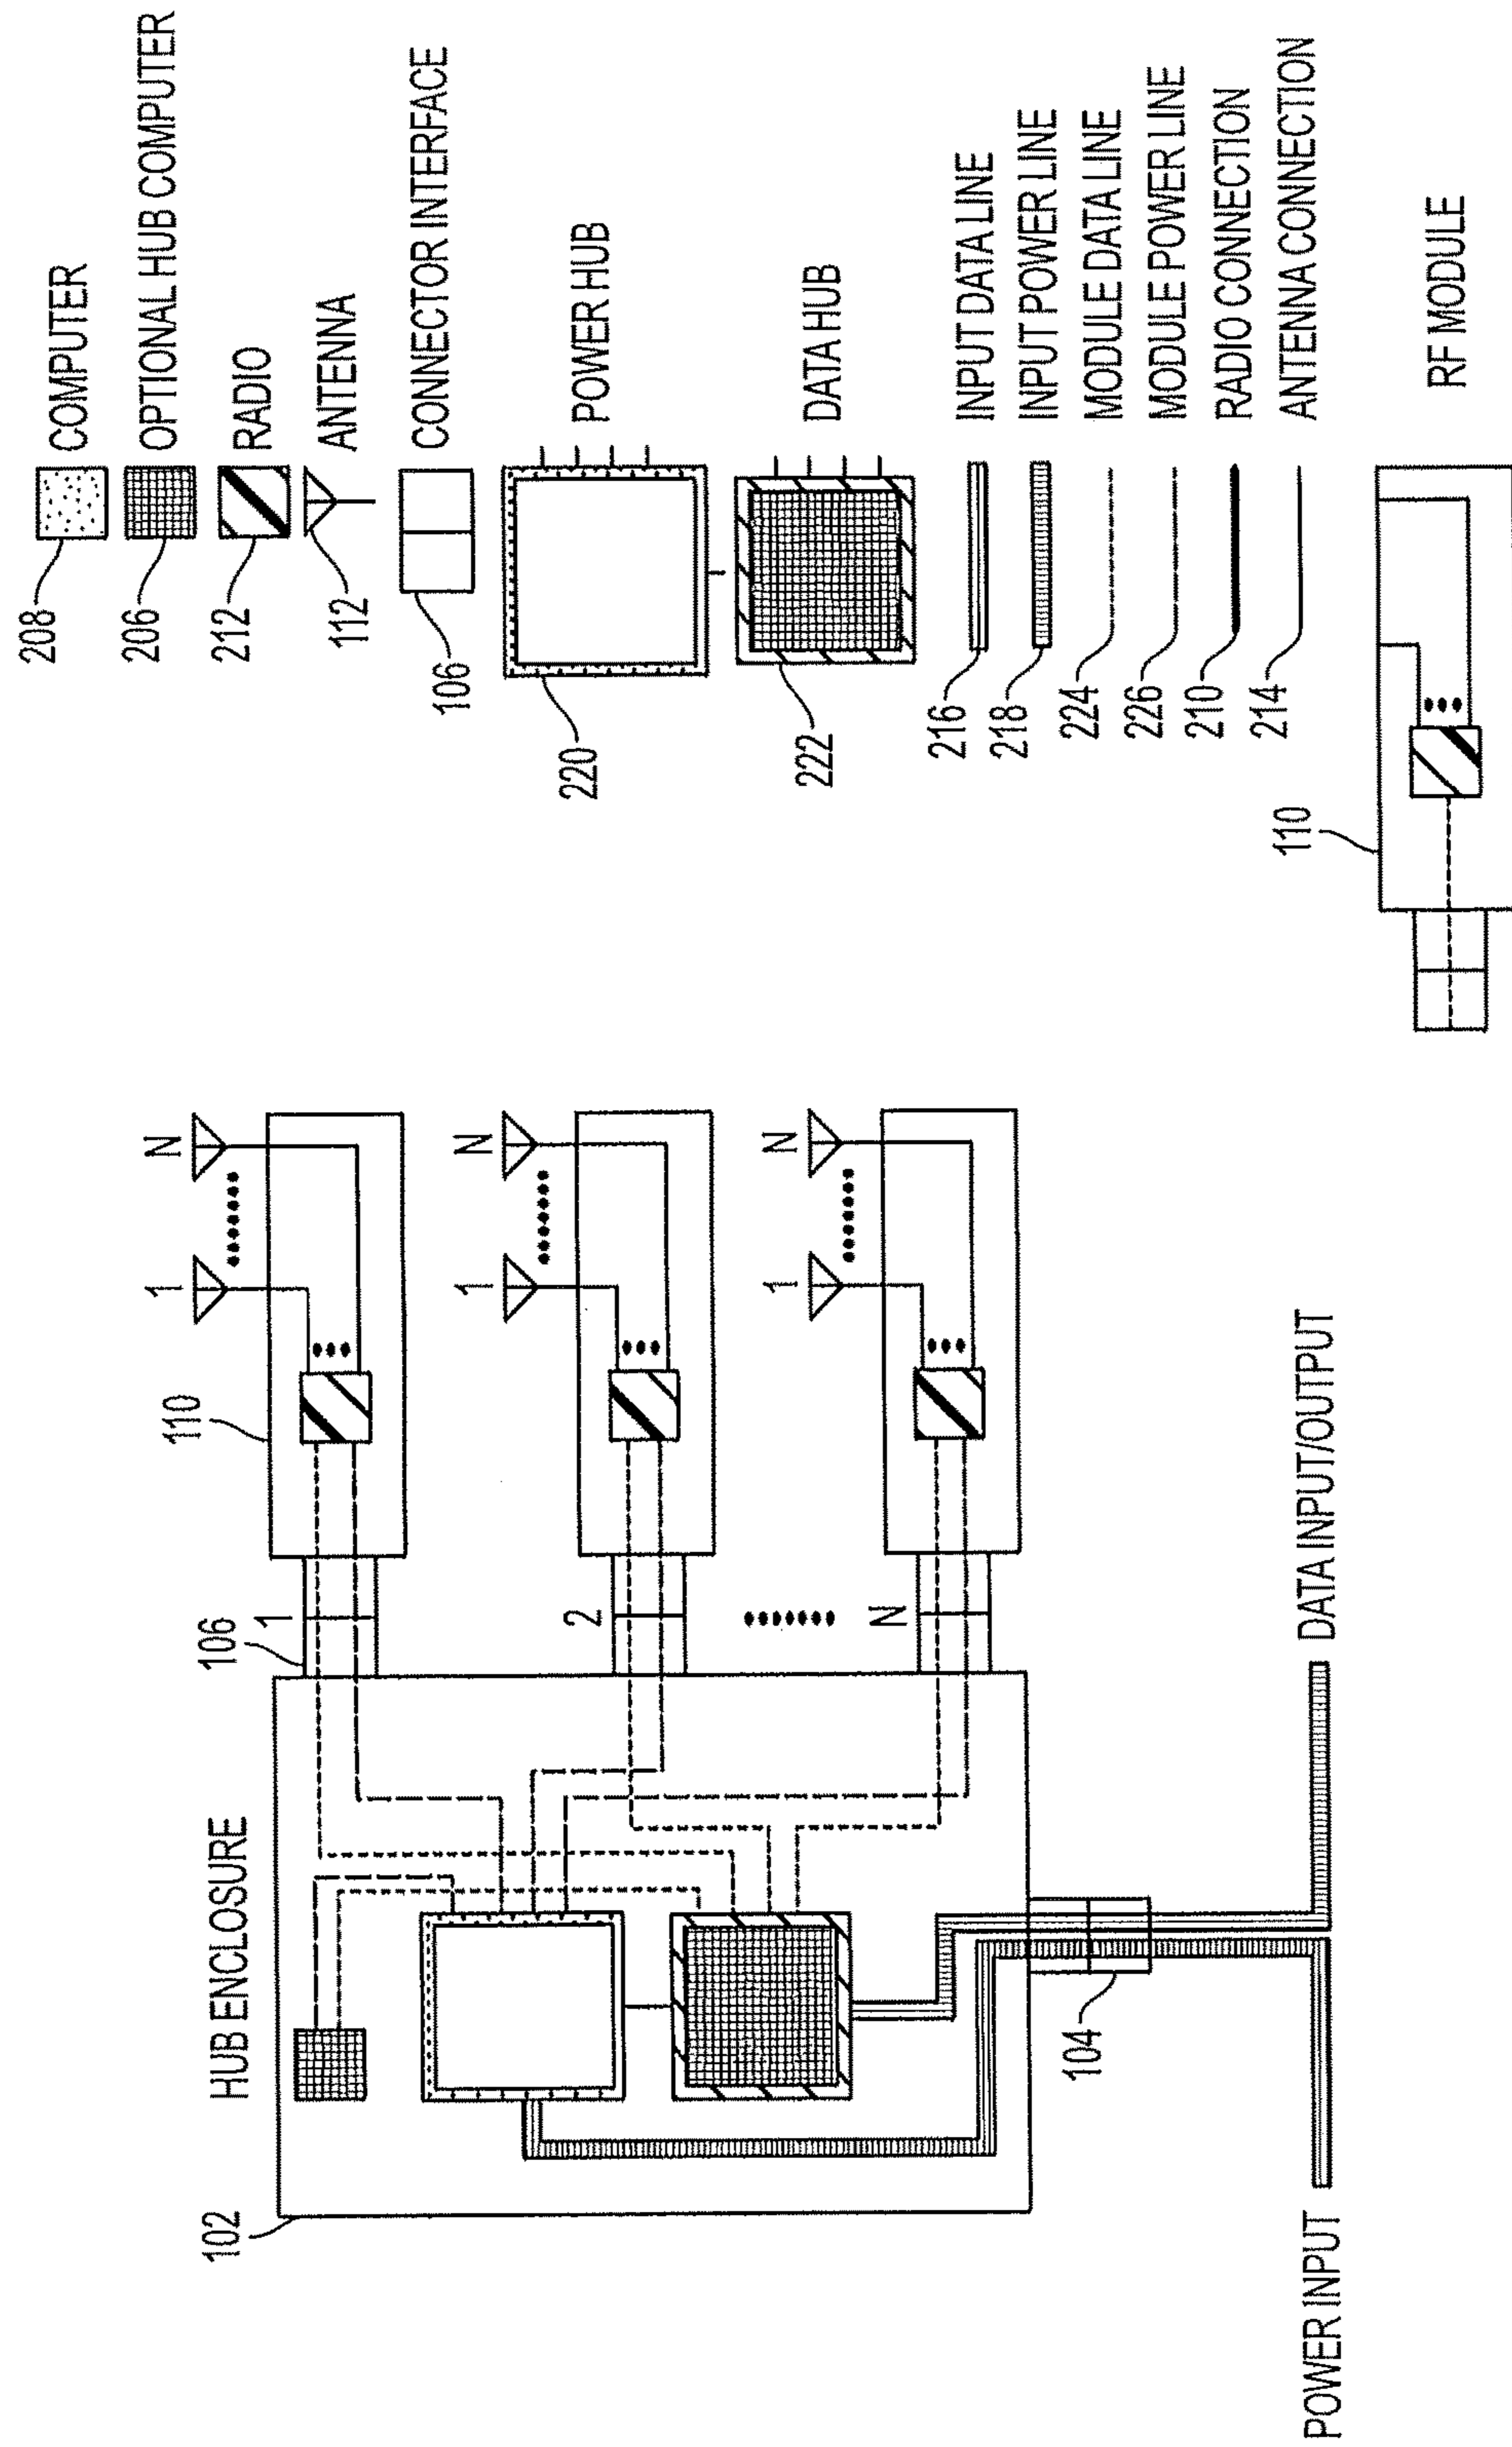 HUB ENCLOSURE
102
106
110
1
2
N
1
N
1
N
1
N
104
POWER INPUT
DATA INPUT/OUTPUT
208
COMPUTER
206
OPTIONAL HUB COMPUTER
212
RADIO
112
ANTENNA
106
CONNECTOR INTERFACE
220
POWER HUB
222
DATA HUB
216
INPUT DATA LINE
218
INPUT POWER LINE
224
MODULE DATA LINE
226
MODULE POWER LINE
210
RADIO CONNECTION
214
ANTENNA CONNECTION
110
RF MODULE